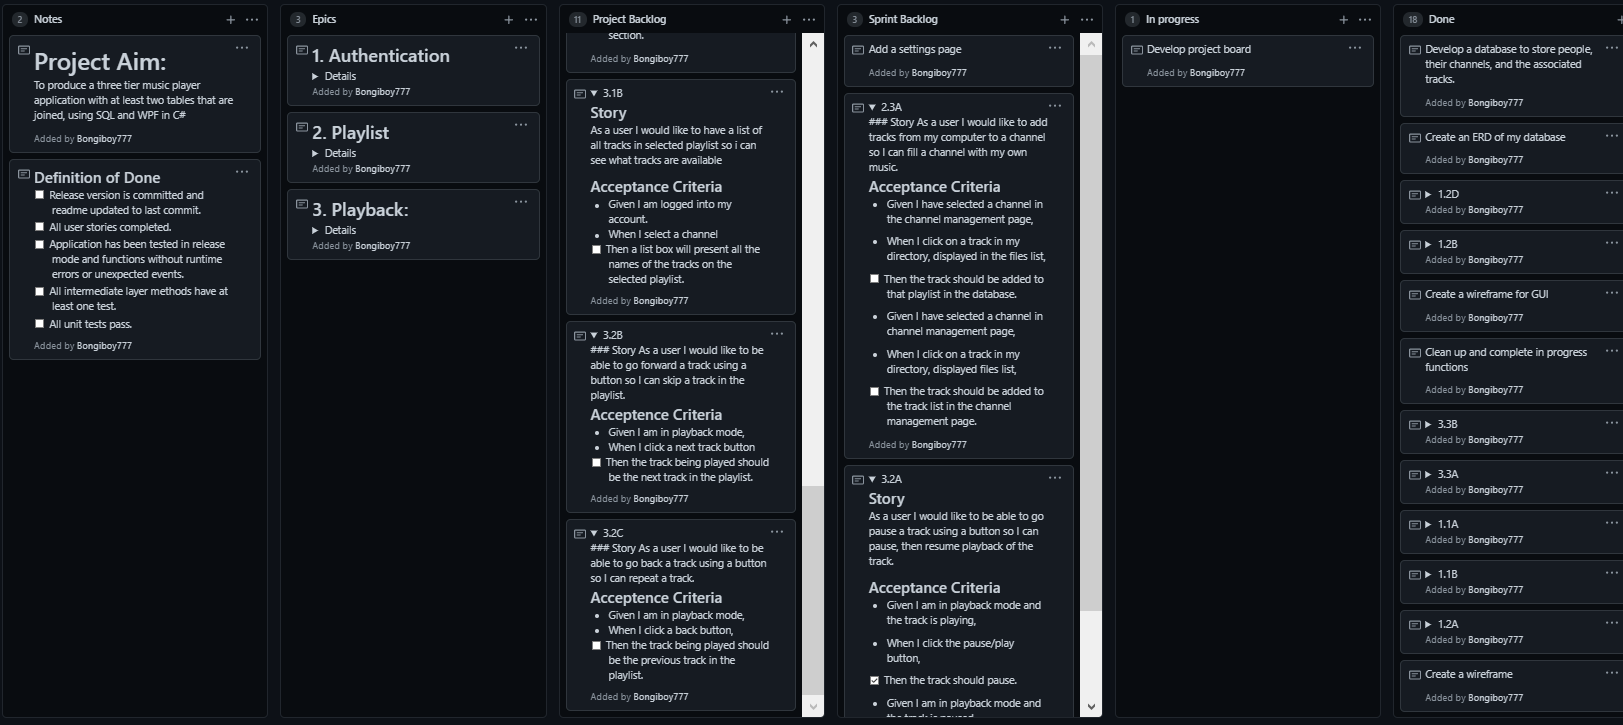 2 Notes
Project Aim:
To produce a three tier music player
application with at least two tables that are
joined, using SQL and WPF in C#
Added by Bongiboy777
Definition of Done
Release version is committed and
readme updated to last commit.
All user stories completed.
Application has been tested in release
mode and functions without runtime
errors or unexpected events.
All intermediate layer methods have at
least one test.
All unit tests pass.
Added by Bongiboy777
3 Epics
1. Authentication
Details
Added by Bongiboy777
2. Playlist
Details
Added by Bongiboy777
3. Playback:
Details
Added by Bongiboy777
11 Project Backlog
section.
Added by Bongiboy777
3.1B
Story
As a user I would like to have a list of
all tracks in selected playlist so i can
see what tracks are available
Acceptance Criteria
Given I am logged into my
account.
When I select a channel
Then a list box will present all the
names of the tracks on the
selected playlist.
Added by Bongiboy777
3.2B
### Story As a user I would like to be
able to go forward a track using a
button so I can skip a track in the
playlist.
Acceptence Criteria
Given I am in playback mode,
When I click a next track button
Then the track being played should
be the next track in the playlist.
Added by Bongiboy777
3.2C
### Story As a user I would like to be
able to go back a track using a button
so I can repeat a track.
Acceptence Criteria
Given I am in playback mode,
When I click a back button,
Then the track being played should
be the previous track in the
playlist.
Added by Bongiboy777
3 Sprint Backlog
Add a settings page
Added by Bongiboy777
2.3A
### Story As a user I would like to add
tracks from my computer to a channel
so I can fill a channel with my own
music.
Acceptance Criteria
Given I have selected a channel in
the channel management page,
When I click on a track in my
directory, displayed in the files list,
Then the track should be added to
that playlist in the database.
Given I have selected a channel in
channel management page,
When I click on a track in my
directory, displayed files list,
Then the track should be added to
the track list in the channel
management page.
Added by Bongiboy777
3.2A
Story
As a user I would like to be able to go
pause a track using a button so I can
pause, then resume playback of the
track.
Acceptance Criteria
Given I am in playback mode and
the track is playing,
When I click the pause/play
button,
Then the track should pause.
Given I am in playback mode and
the track is paused
1 In progress
Develop project board
Added by Bongiboy777
18 Done
Develop a database to store people,
their channels, and the associated
tracks.
Added by Bongiboy777
Create an ERD of my database
Added by Bongiboy777
1.2D
Added by Bongiboy777
1.2B
Added by Bongiboy777
Create a wireframe for GUI
Added by Bongiboy777
Clean up and complete in progress
functions
Added by Bongiboy777
3.3B
Added by Bongiboy777
3.3A
Added by Bongiboy777
1.1A
Added by Bongiboy777
1.1B
Added by Bongiboy777
1.2A
Added by Bongiboy777
Create a wireframe
Added by Bongiboy777